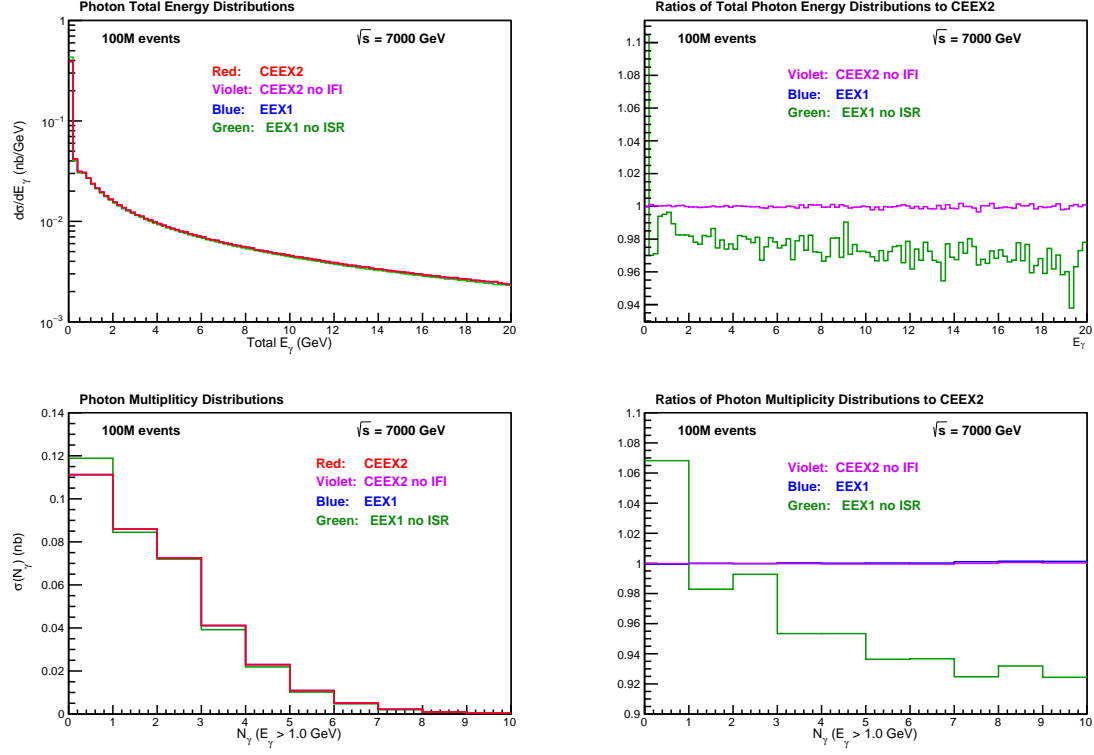 Photon Total Energy Distributions
100M events
√s = 7000 GeV
Red: CEEX2
Violet: CEEX2 no IFI
Blue: EEX1
Green: EEX1 no ISR
dσ/dE_γ (nb/GeV)
1
10⁻¹
10⁻²
10⁻³
0 2 4 6 8 10 12 14 16 18 20
Total E_γ (GeV)
Ratios of Total Photon Energy Distributions to CEEX2
100M events
√s = 7000 GeV
Violet: CEEX2 no IFI
Blue: EEX1
Green: EEX1 no ISR
1.1
1.08
1.06
1.04
1.02
1
0.98
0.96
0.94
0 2 4 6 8 10 12 14 16 18 20
E_γ
Photon Multipliticy Distributions
100M events
√s = 7000 GeV
Red: CEEX2
Violet: CEEX2 no IFI
Blue: EEX1
Green: EEX1 no ISR
σ(N_γ) (nb)
0.14
0.12
0.1
0.08
0.06
0.04
0.02
0
0 1 2 3 4 5 6 7 8 9 10
N_γ (E_γ > 1.0 GeV)
Ratios of Photon Multiplicity Distributions to CEEX2
100M events
√s = 7000 GeV
Violet: CEEX2 no IFI
Blue: EEX1
Green: EEX1 no ISR
1.1
1.08
1.06
1.04
1.02
1
0.98
0.96
0.94
0.92
0.9
0 1 2 3 4 5 6 7 8 9 10
N_γ (E_γ > 1.0 GeV)